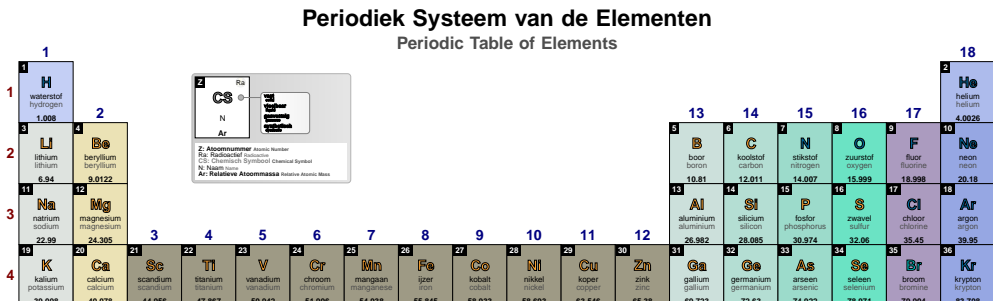 Periodiek Systeem van de Elementen
Periodic Table of Elements
1 18
1 H waterstof hydrogen 1.008
2 He helium helium 4.0026
Z Ra
CS
N
Ar
Z: Atoomnummer Atomic Number
Ra: Radioactief Radioactive
CS: Chemisch Symbool Chemical Symbol
N: Naam Name
Ar: Relatieve Atoommassa Relative Atomic Mass
1
2 13 14 15 16 17
3 Li lithium lithium 6.94
4 Be beryllium beryllium 9.0122
5 B boor boron 10.81
6 C koolstof carbon 12.011
7 N stikstof nitrogen 14.007
8 O zuurstof oxygen 15.999
9 F fluor fluorine 18.998
10 Ne neon neon 20.18
2
11 Na natrium sodium 22.99
12 Mg magnesium magnesium 24.305
13 Al aluminium aluminium 26.982
14 Si silicium silicon 28.085
15 P fosfor phosphorus 30.974
16 S zwavel sulfur 32.06
17 Cl chloor chlorine 35.45
18 Ar argon argon 39.95
3
3 4 5 6 7 8 9 10 11 12
4
19 K kalium potassium
20 Ca calcium calcium
21 Sc scandium scandium
22 Ti titanium titanium
23 V vanadium vanadium
24 Cr chroom chromium
25 Mn mangaan manganese
26 Fe ijzer iron
27 Co kobalt cobalt
28 Ni nikkel nickel
29 Cu koper copper
30 Zn zink zinc
31 Ga gallium gallium
32 Ge germanium germanium
33 As arseen arsenic
34 Se seleen selenium
35 Br broom bromine
36 Kr krypton krypton